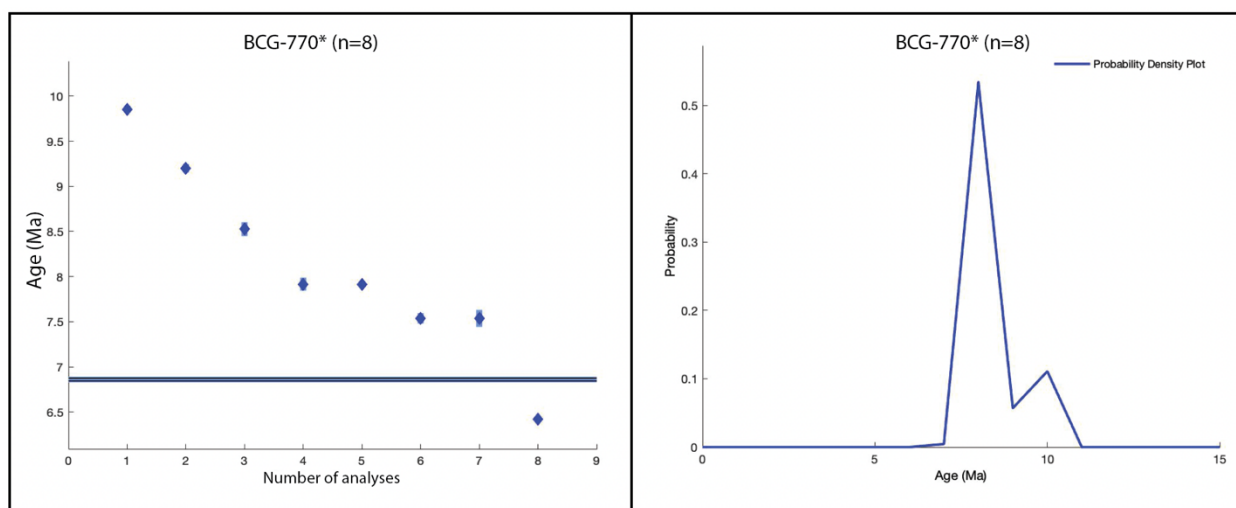 BCG-770* (n=8)
Age (Ma)
10
9.5
9
8.5
8
7.5
7
6.5
0 1 2 3 4 5 6 7 8 9
Number of analyses
BCG-770* (n=8)
Probability Density Plot
Probability
0.5
0.4
0.3
0.2
0.1
0
0 5 10 15
Age (Ma)